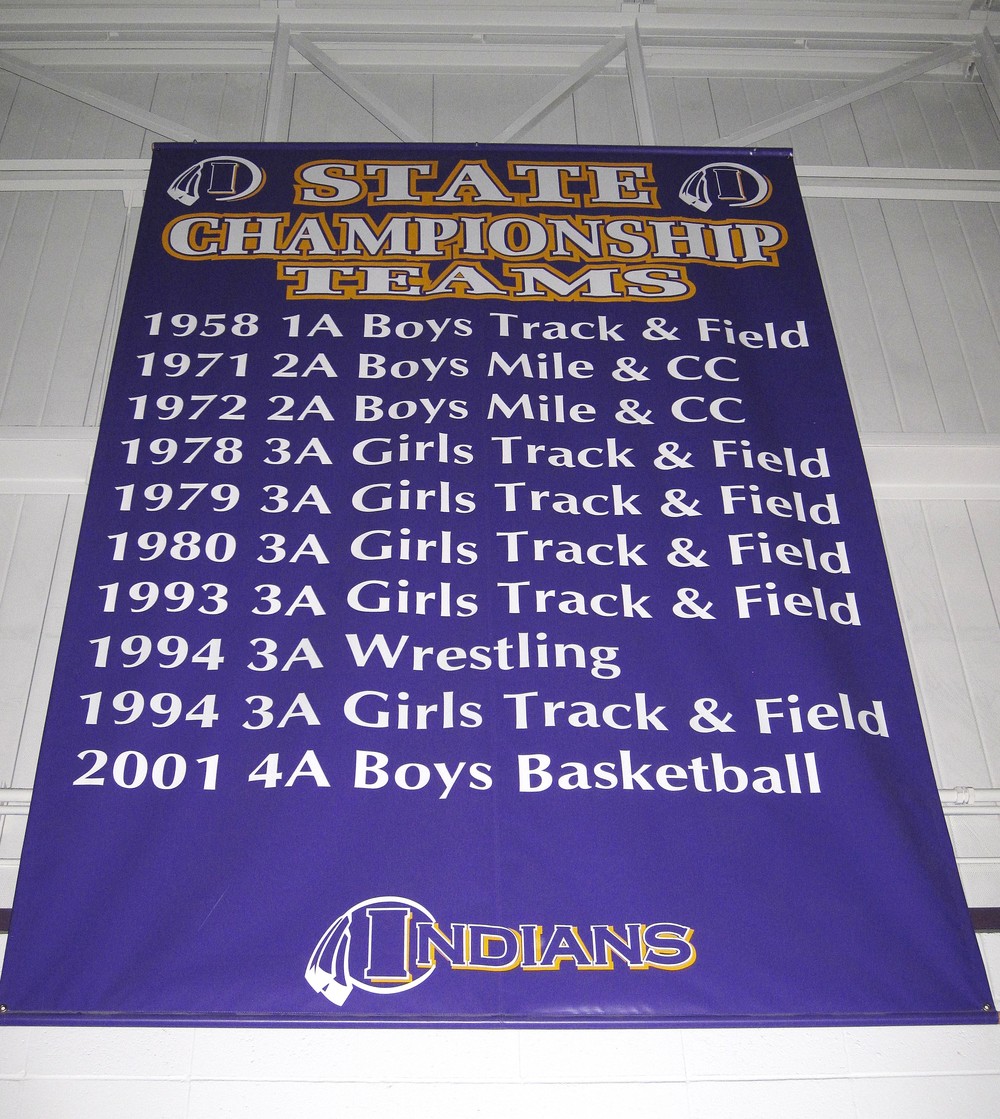 I STATE I
CHAMPIONSHIP
TEAMS
1958 1A Boys Track & Field
1971 2A Boys Mile & CC
1972 2A Boys Mile & CC
1978 3A Girls Track & Field
1979 3A Girls Track & Field
1980 3A Girls Track & Field
1993 3A Girls Track & Field
1994 3A Wrestling
1994 3A Girls Track & Field
2001 4A Boys Basketball
INDIANS